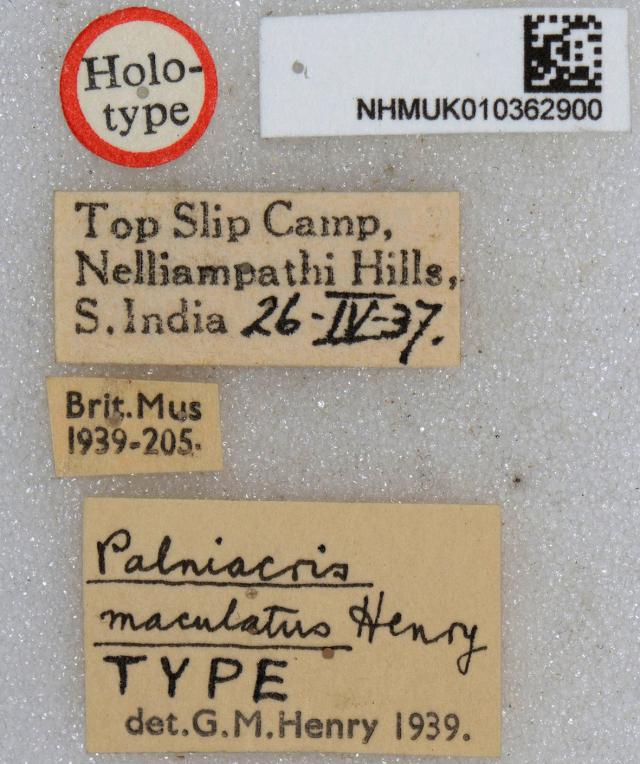 Holo-
type
NHMUK010362900
Top Slip Camp,
Nelliampathi Hills,
S. India 26-IV-37.
Brit. Mus
1939-205.
Palniacris
maculatus Henry
TYPE
det. G. M. Henry 1939.